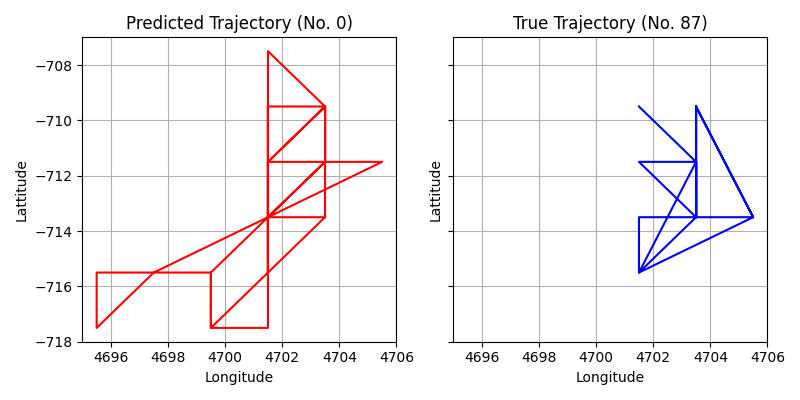 Predicted Trajectory (No. 0)
True Trajectory (No. 87)
−708
−710
−712
−714
−716
−718
Lattitude
Lattitude
4696 4698 4700 4702 4704 4706
4696 4698 4700 4702 4704 4706
Longitude
Longitude